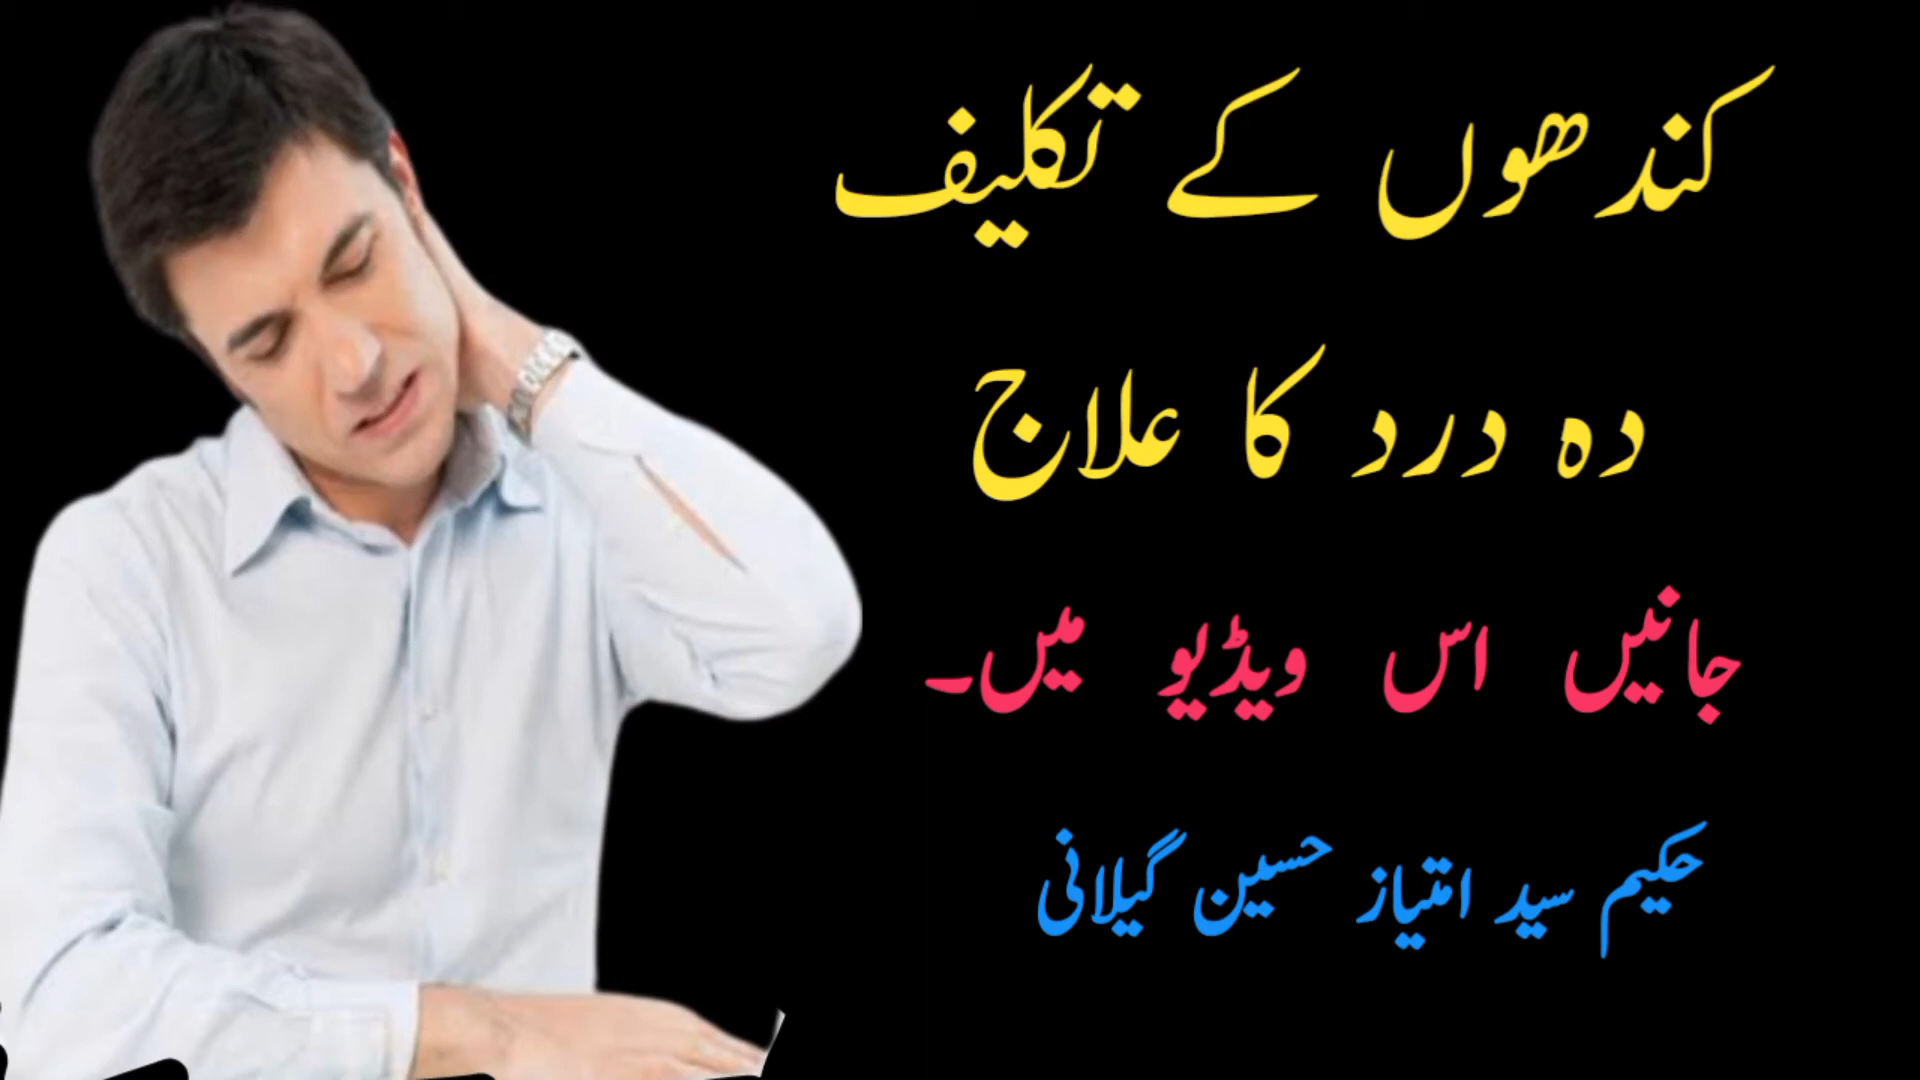 کندھوں کے تکلیف
دہ درد کا علاج
جانیں اس ویڈیو میں۔
حکیم سید امتیاز حسین گیلانی